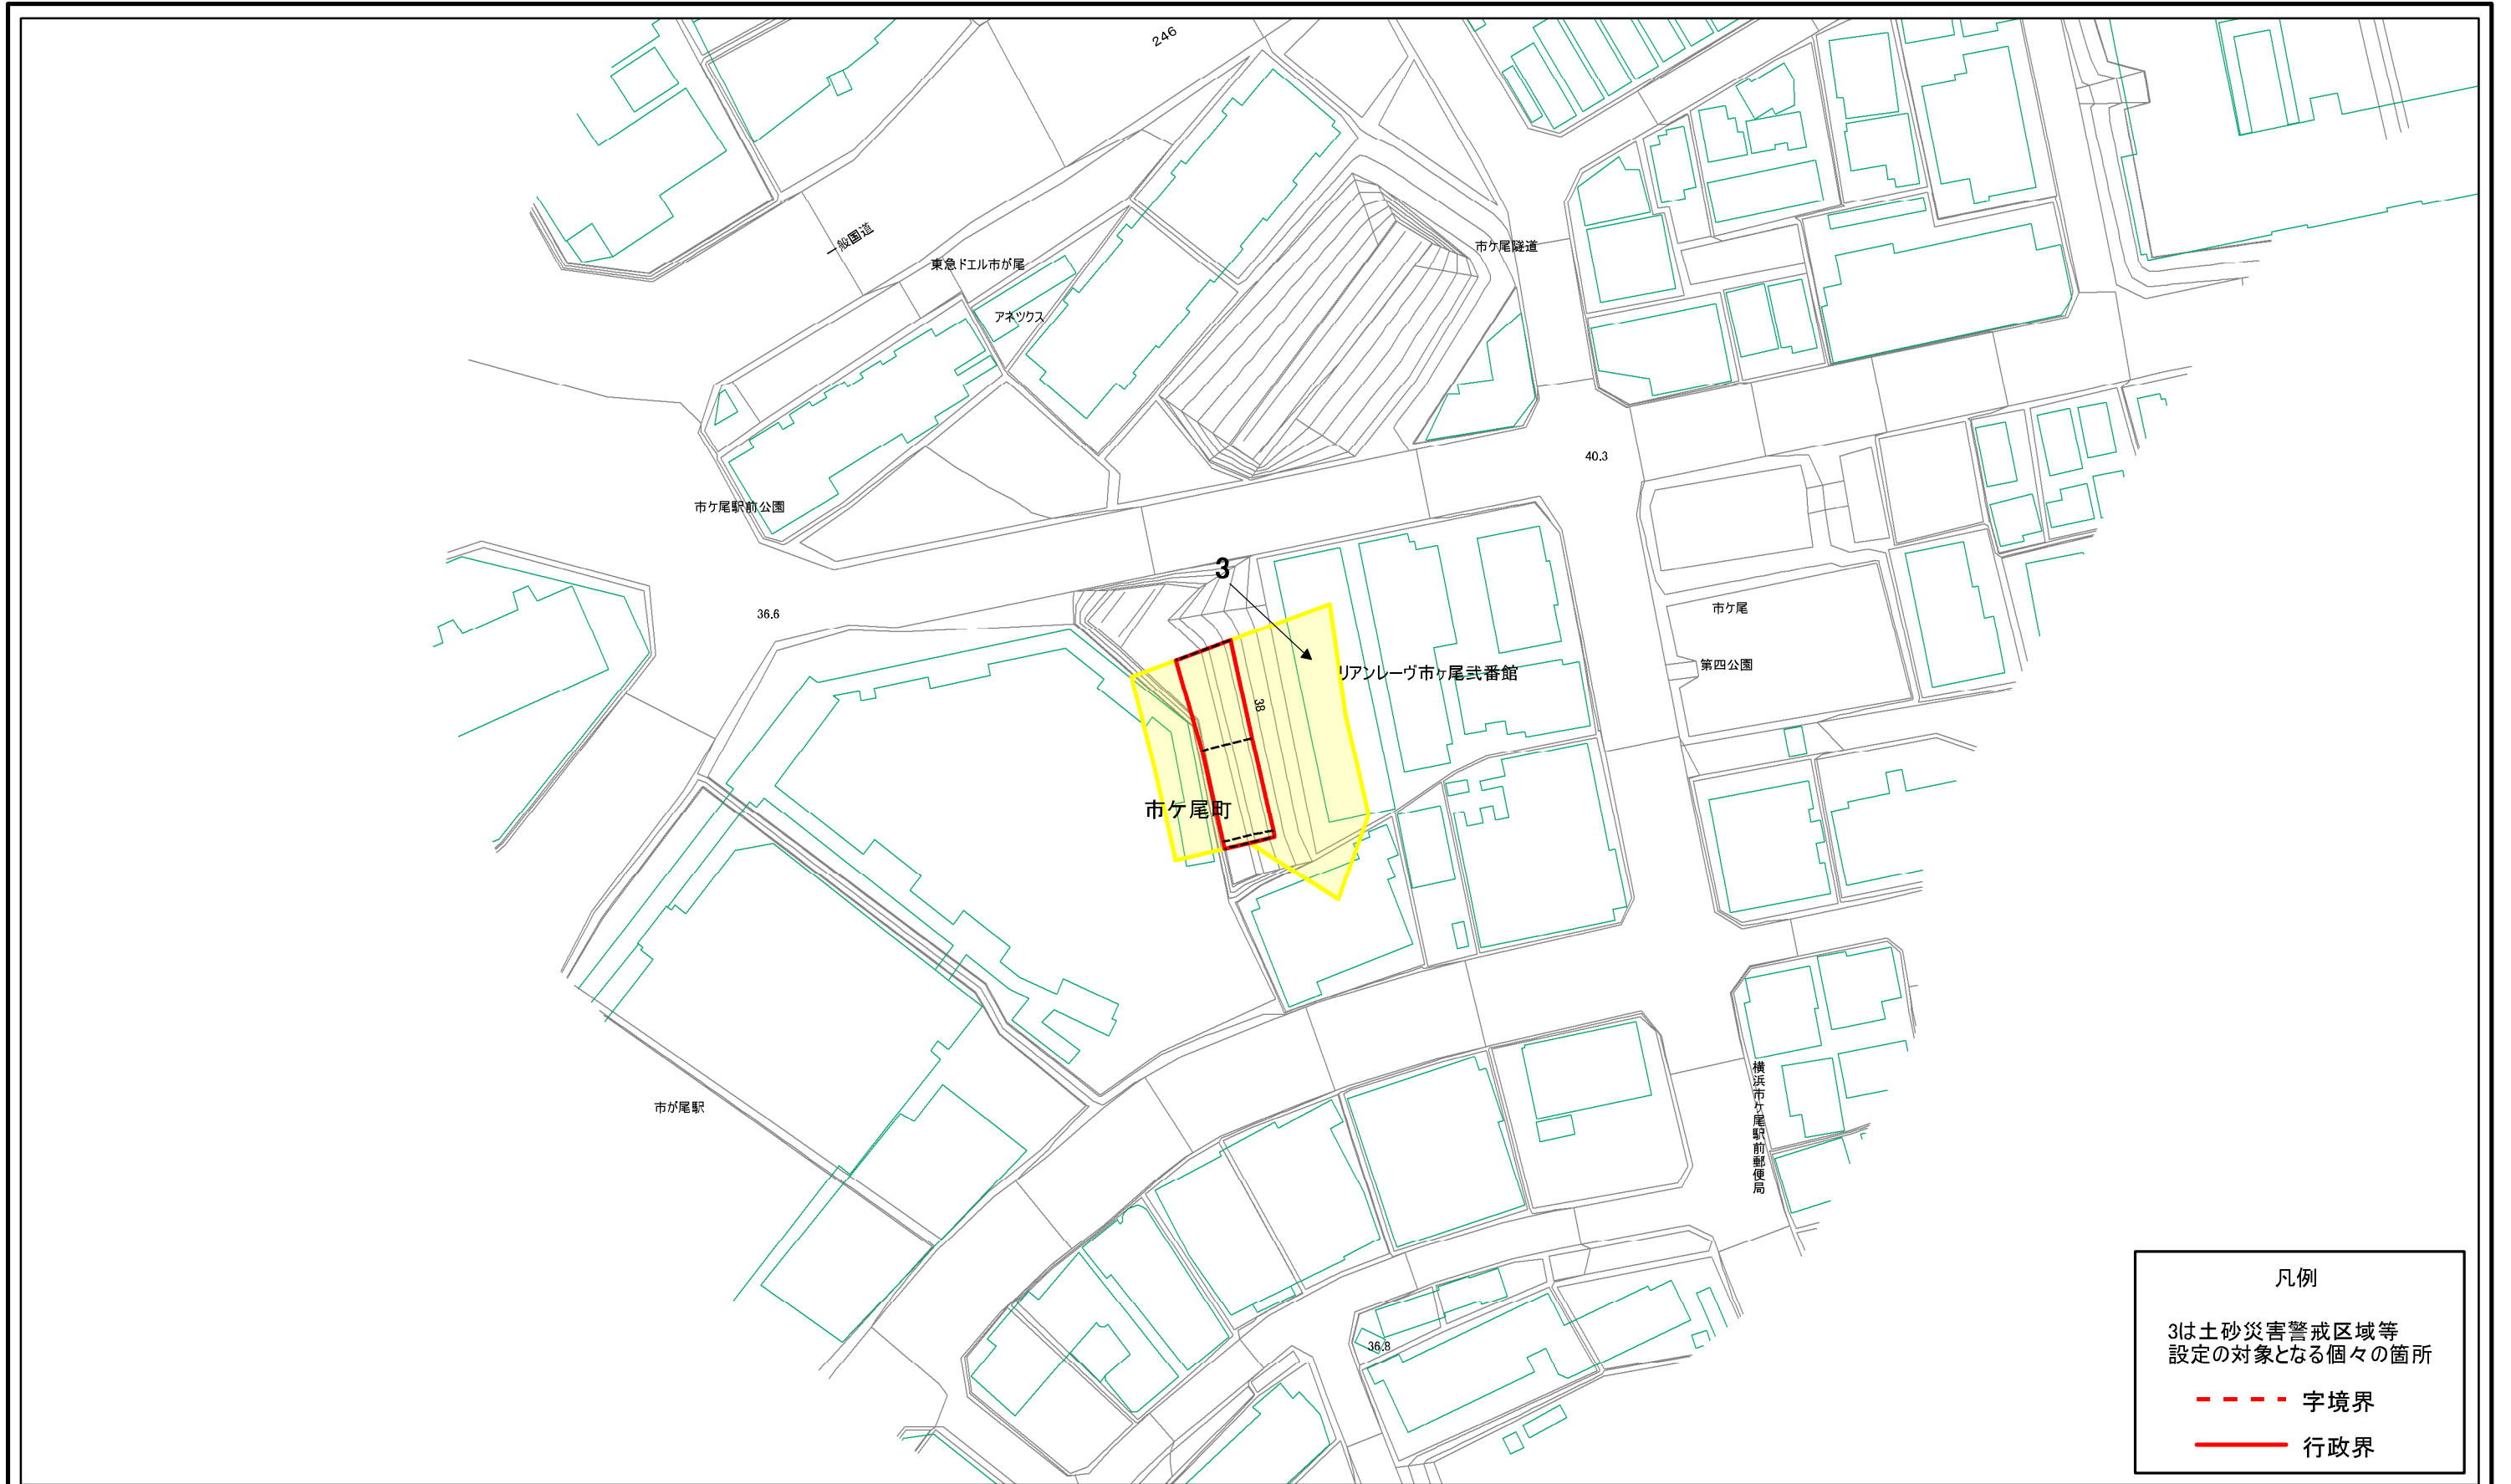 246
一般国道
東急ドエル市が尾
アネツクス
市ケ尾隧道
市ケ尾駅前公園
40.3
3
36.6
市ケ尾
第四公園
リアンレーヴ市ヶ尾弐番館
38
市ケ尾町
市が尾駅
横浜市ケ尾駅前郵便局
36.8
凡例
3は土砂災害警戒区域等
設定の対象となる個々の箇所
字境界
行政界